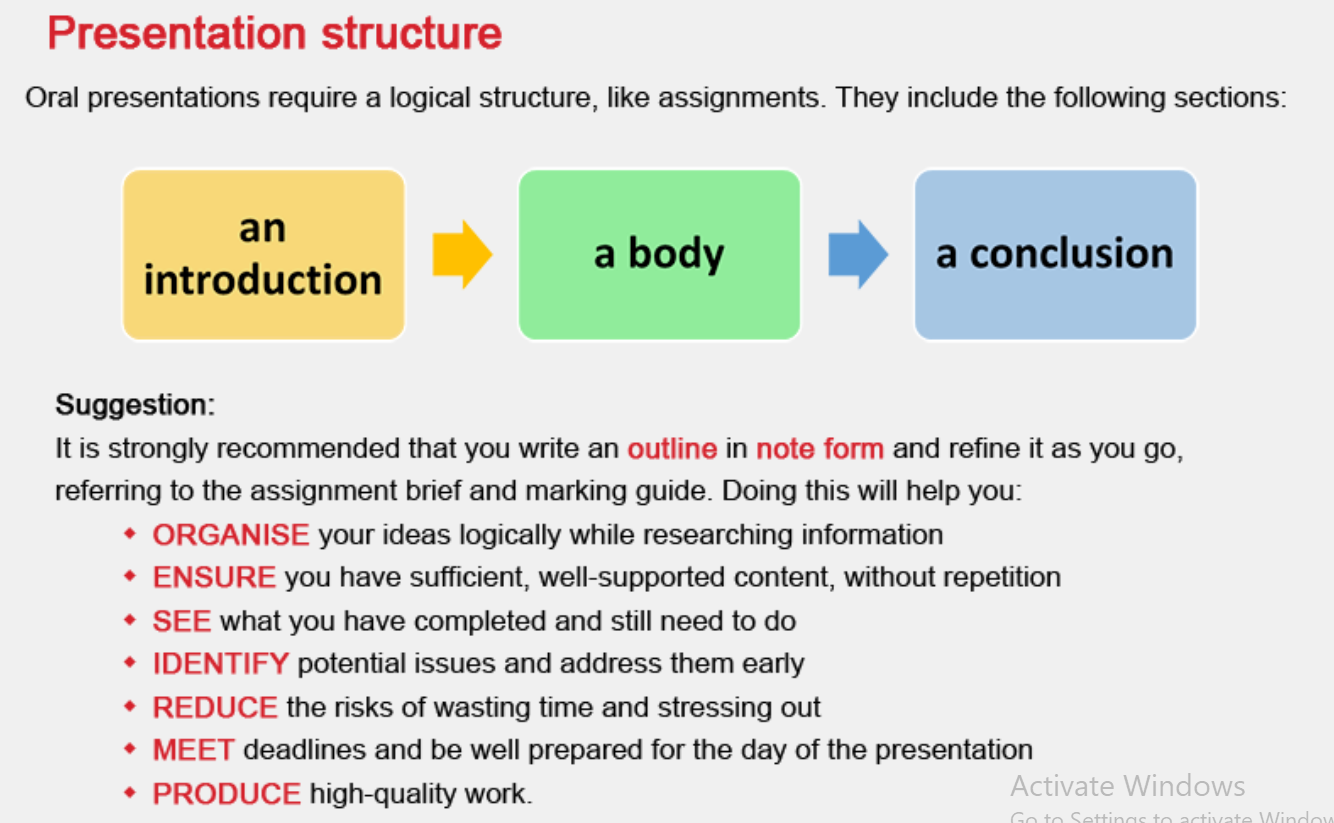 Presentation structure
Oral presentations require a logical structure, like assignments. They include the following sections:
an
introduction
a body
a conclusion
Suggestion:
It is strongly recommended that you write an outline in note form and refine it as you go,
referring to the assignment brief and marking guide. Doing this will help you:
ORGANISE your ideas logically while researching information
ENSURE you have sufficient, well-supported content, without repetition
SEE what you have completed and still need to do
IDENTIFY potential issues and address them early
REDUCE the risks of wasting time and stressing out
MEET deadlines and be well prepared for the day of the presentation
PRODUCE high-quality work.
Activate Windows
Go to Settings to activate Window